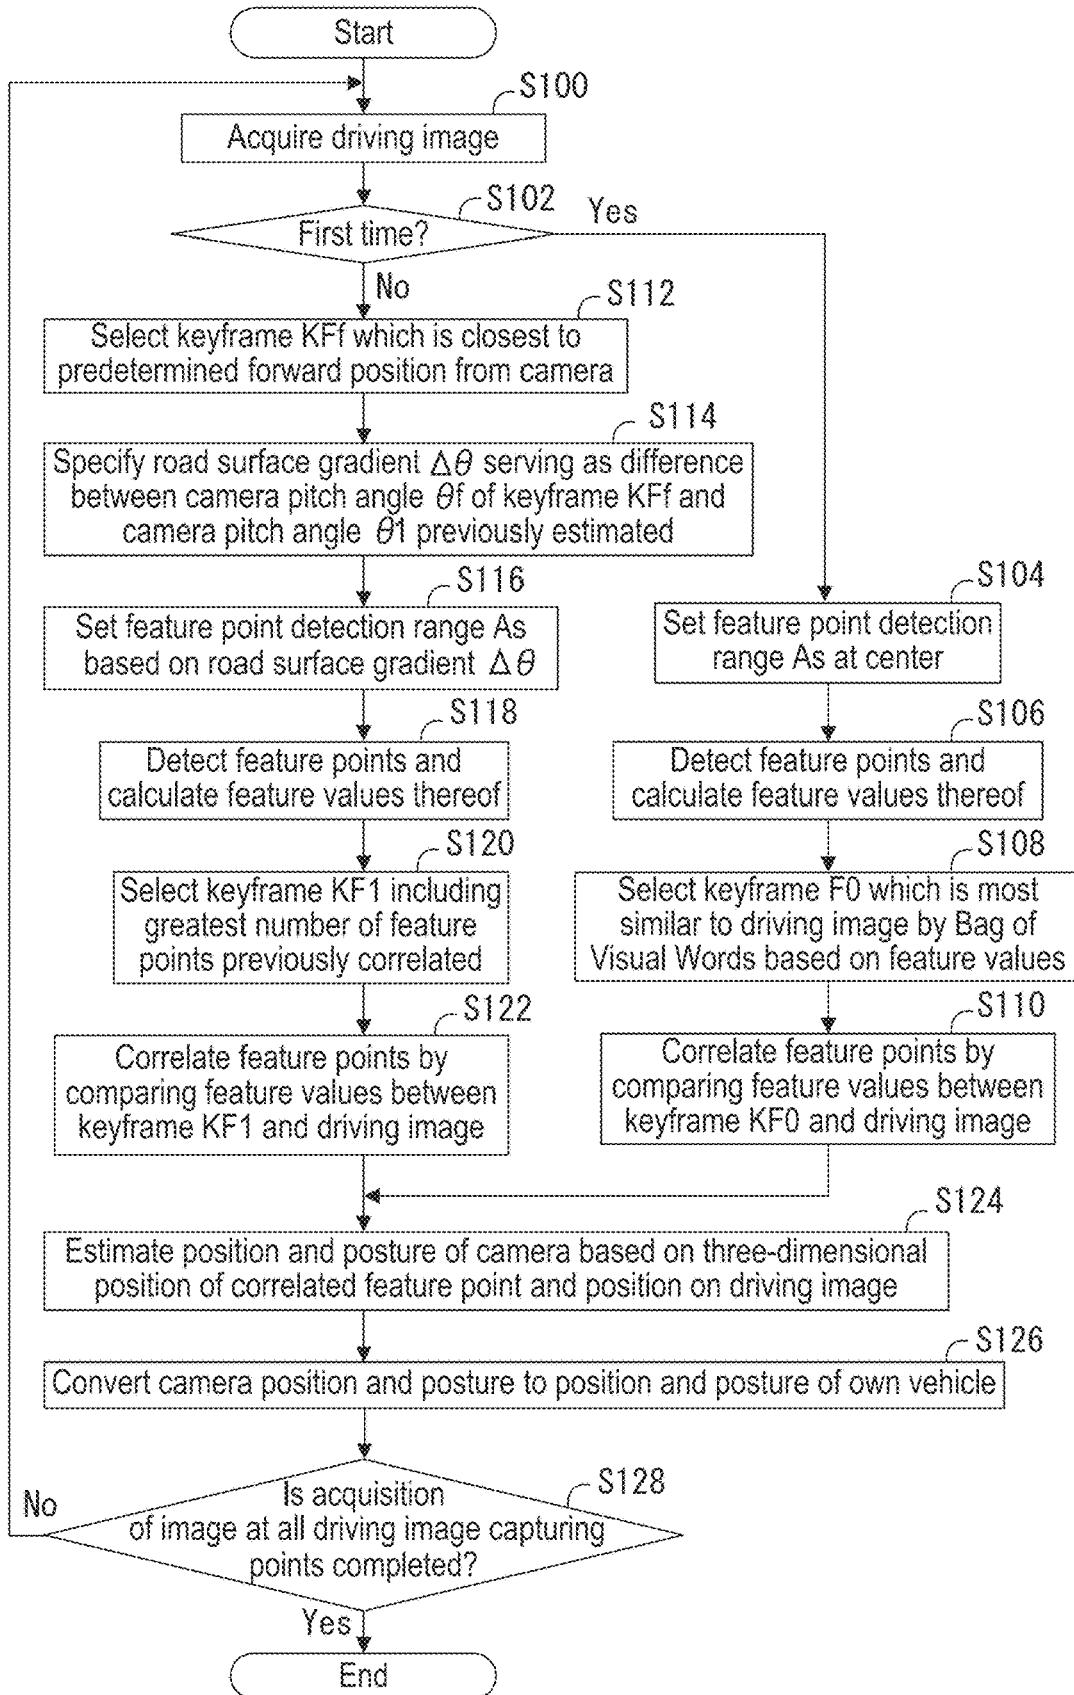 Start
S100
Acquire driving image
S102
First time?
Yes
No
S112
Select keyframe KFf which is closest to
predetermined forward position from camera
S114
Specify road surface gradient Δθ serving as difference
between camera pitch angle θf of keyframe KFf and
camera pitch angle θ1 previously estimated
S116
Set feature point detection range As
based on road surface gradient Δθ
S118
Detect feature points and
calculate feature values thereof
S120
Select keyframe KF1 including
greatest number of feature
points previously correlated
S122
Correlate feature points by
comparing feature values between
keyframe KF1 and driving image
S104
Set feature point detection
range As at center
S106
Detect feature points and
calculate feature values thereof
S108
Select keyframe F0 which is most
similar to driving image by Bag of
Visual Words based on feature values
S110
Correlate feature points by
comparing feature values between
keyframe KF0 and driving image
S124
Estimate position and posture of camera based on three-dimensional
position of correlated feature point and position on driving image
S126
Convert camera position and posture to position and posture of own vehicle
S128
Is acquisition
of image at all driving image capturing
points completed?
No
Yes
End